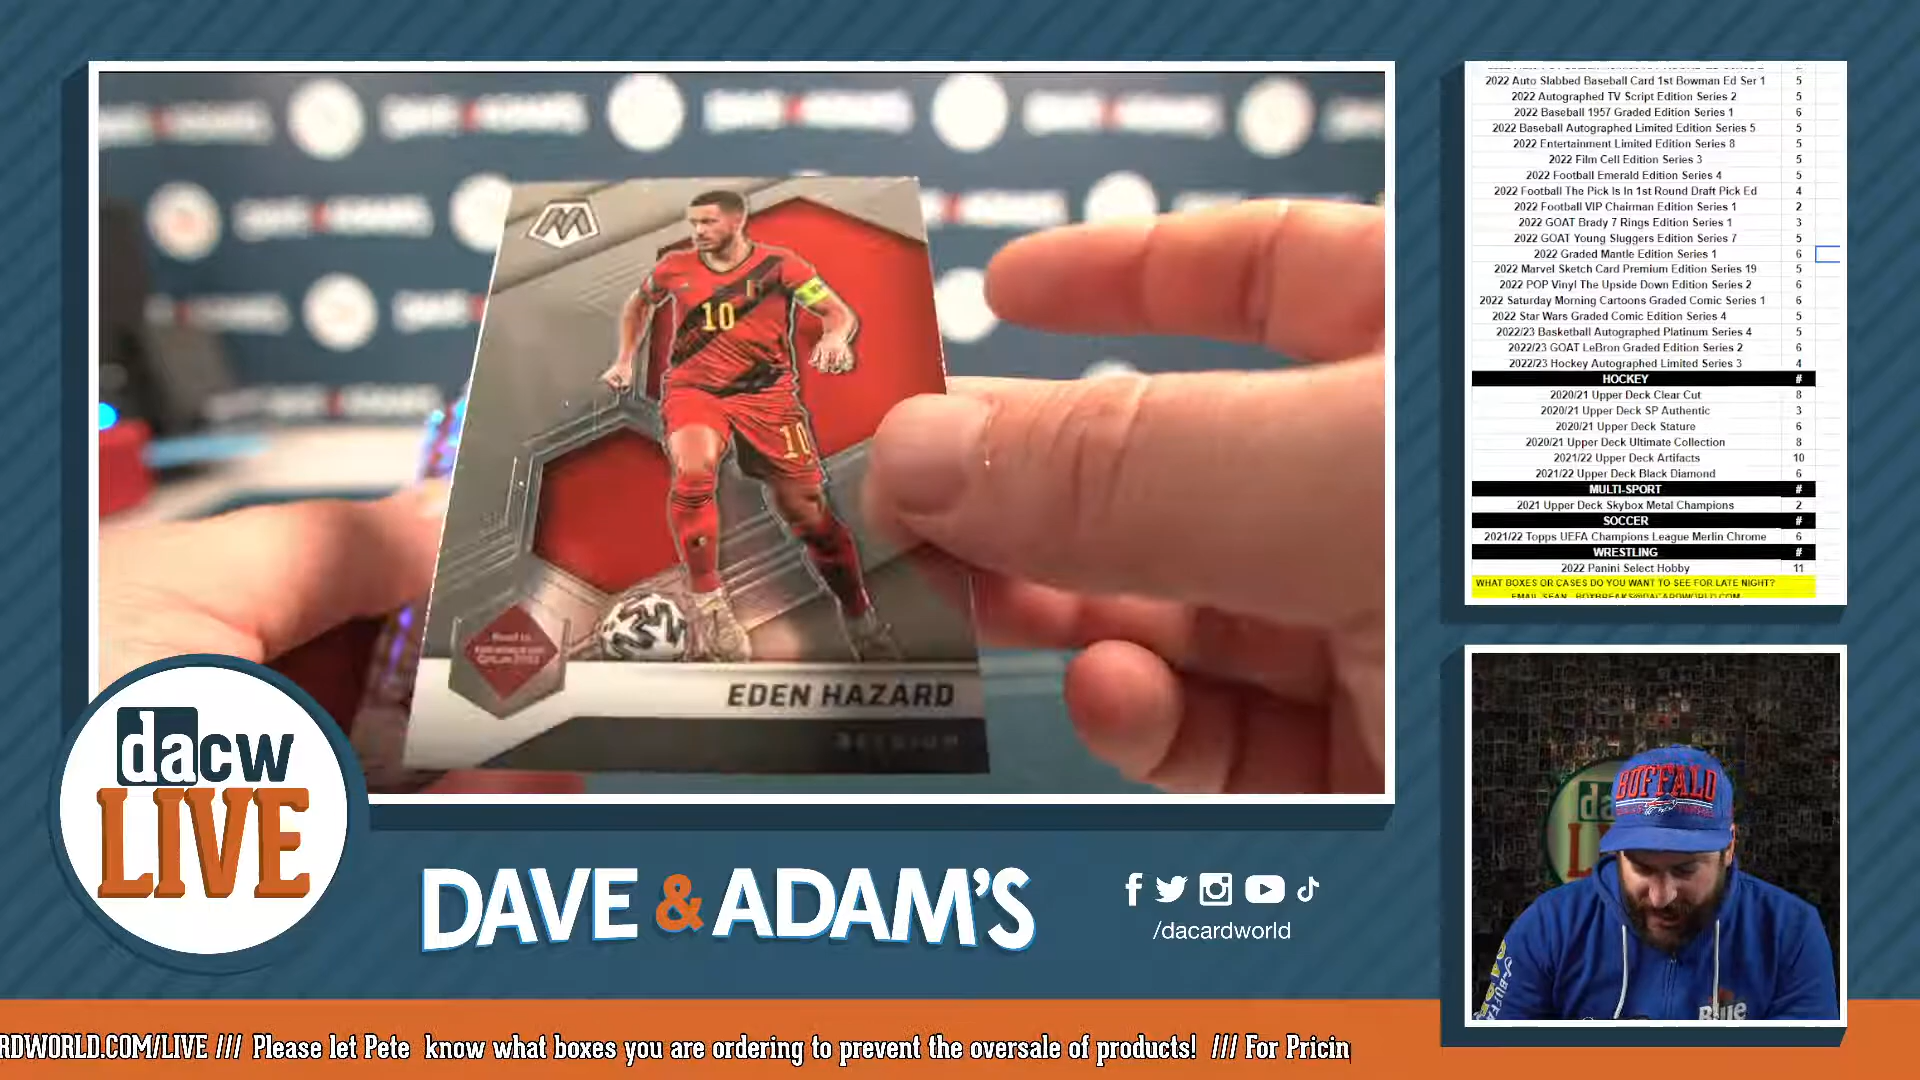 DAVE & ADAMS
M
10
10
EDEN HAZARD
BELGIUM
2022 Auto Slabbed Baseball Card 1st Bowman Ed Ser 1 5
2022 Autographed TV Script Edition Series 2 5
2022 Baseball 1957 Graded Edition Series 1 6
2022 Baseball Autographed Limited Edition Series 5 5
2022 Entertainment Limited Edition Series 8 5
2022 Film Cell Edition Series 3 5
2022 Football Emerald Edition Series 4 5
2022 Football The Pick Is In 1st Round Draft Pick Ed 4
2022 Football VIP Chairman Edition Series 1 2
2022 GOAT Brady 7 Rings Edition Series 1 3
2022 GOAT Young Sluggers Edition Series 7 5
2022 Graded Mantle Edition Series 1 6
2022 Marvel Sketch Card Premium Edition Series 19 5
2022 POP Vinyl The Upside Down Edition Series 2 6
2022 Saturday Morning Cartoons Graded Comic Series 1 6
2022 Star Wars Graded Comic Edition Series 4 5
2022/23 Basketball Autographed Platinum Series 4 5
2022/23 GOAT LeBron Graded Edition Series 2 6
2022/23 Hockey Autographed Limited Series 3 4
HOCKEY #
2020/21 Upper Deck Clear Cut 8
2020/21 Upper Deck SP Authentic 3
2020/21 Upper Deck Stature 6
2020/21 Upper Deck Ultimate Collection 8
2021/22 Upper Deck Artifacts 10
2021/22 Upper Deck Black Diamond 6
MULTI-SPORT #
2021 Upper Deck Skybox Metal Champions 2
SOCCER #
2021/22 Topps UEFA Champions League Merlin Chrome 6
WRESTLING #
2022 Panini Select Hobby 11
WHAT BOXES OR CASES DO YOU WANT TO SEE FOR LATE NIGHT?
EMAIL SEAN - BOXBREAKS@DACARDWORLD.COM
BUFFALO
Blue
dacw
LIVE
DAVE & ADAM'S
/dacardworld
RDWORLD.COM/LIVE /// Please let Pete know what boxes you are ordering to prevent the oversale of products! /// For Pricin